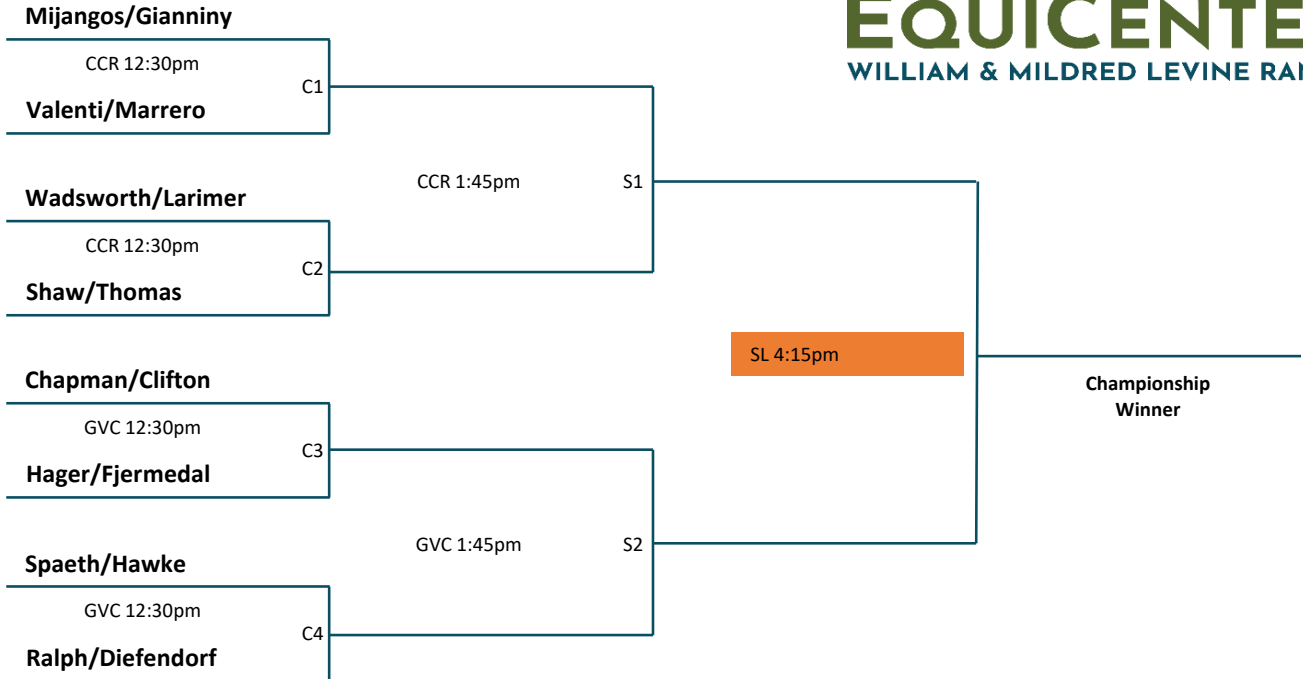 Mijangos/Gianniny
EQUICENTE
WILLIAM & MILDRED LEVINE RAN
CCR 12:30pm
C1
Valenti/Marrero
CCR 1:45pm
S1
Wadsworth/Larimer
CCR 12:30pm
C2
Shaw/Thomas
SL 4:15pm
Chapman/Clifton
Championship
Winner
GVC 12:30pm
C3
Hager/Fjermedal
GVC 1:45pm
S2
Spaeth/Hawke
GVC 12:30pm
C4
Ralph/Diefendorf